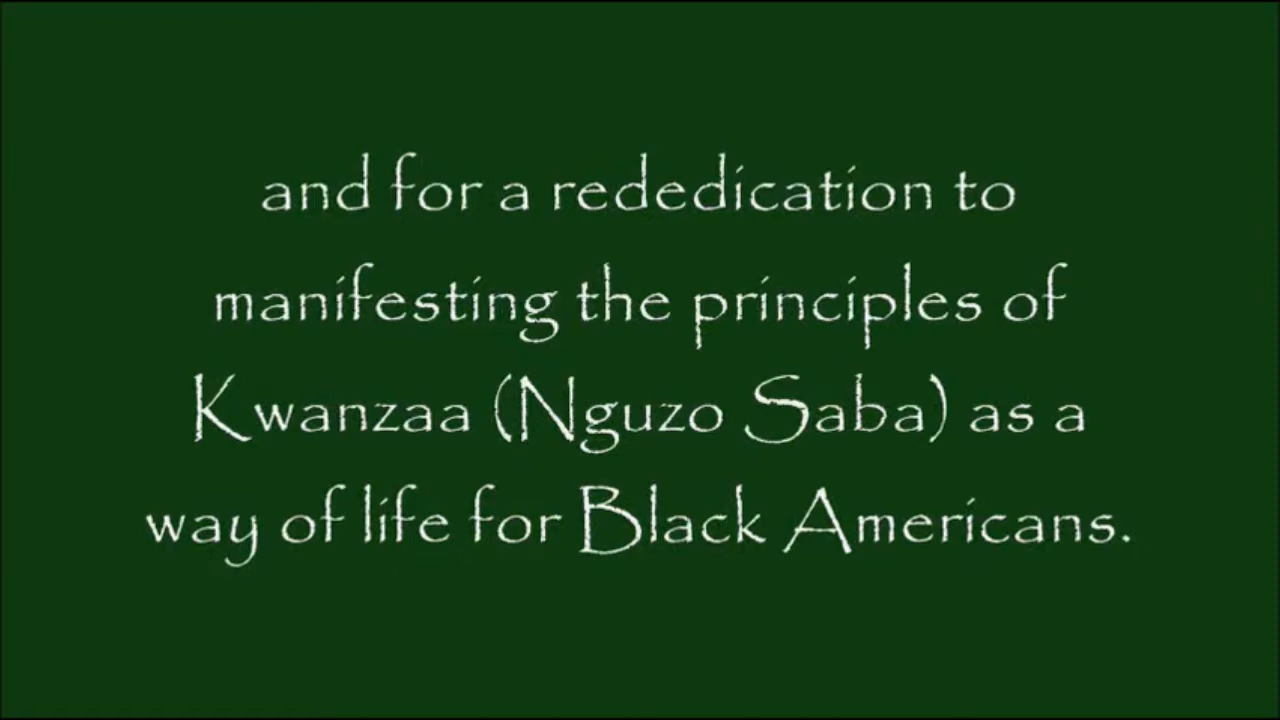 and for a rededication to
manifesting the principles of
Kwanzaa (Nguzo Saba) as a
way of life for Black Americans.